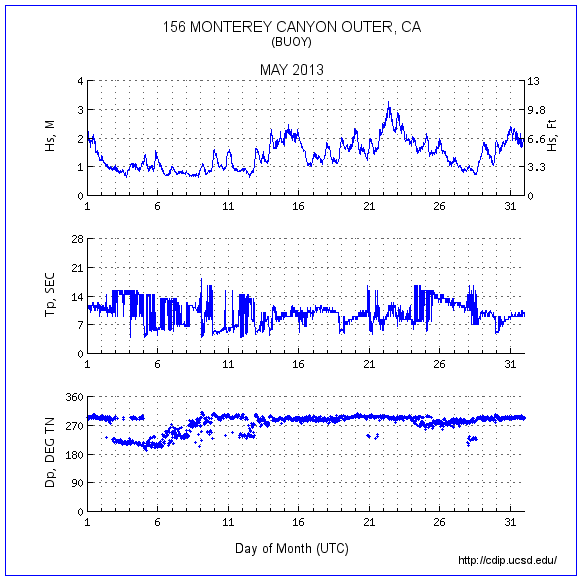 156 MONTEREY CANYON OUTER, CA
(BUOY)
MAY 2013
4 13
3 9.8
2 6.6
1 3.3
0 0
Hs, M
Hs, Ft
1 6 11 16 21 26 31
28
21
14
7
0
Tp, SEC
1 6 11 16 21 26 31
360
270
180
90
0
Dp, DEG TN
1 6 11 16 21 26 31
Day of Month (UTC)
http://cdip.ucsd.edu/